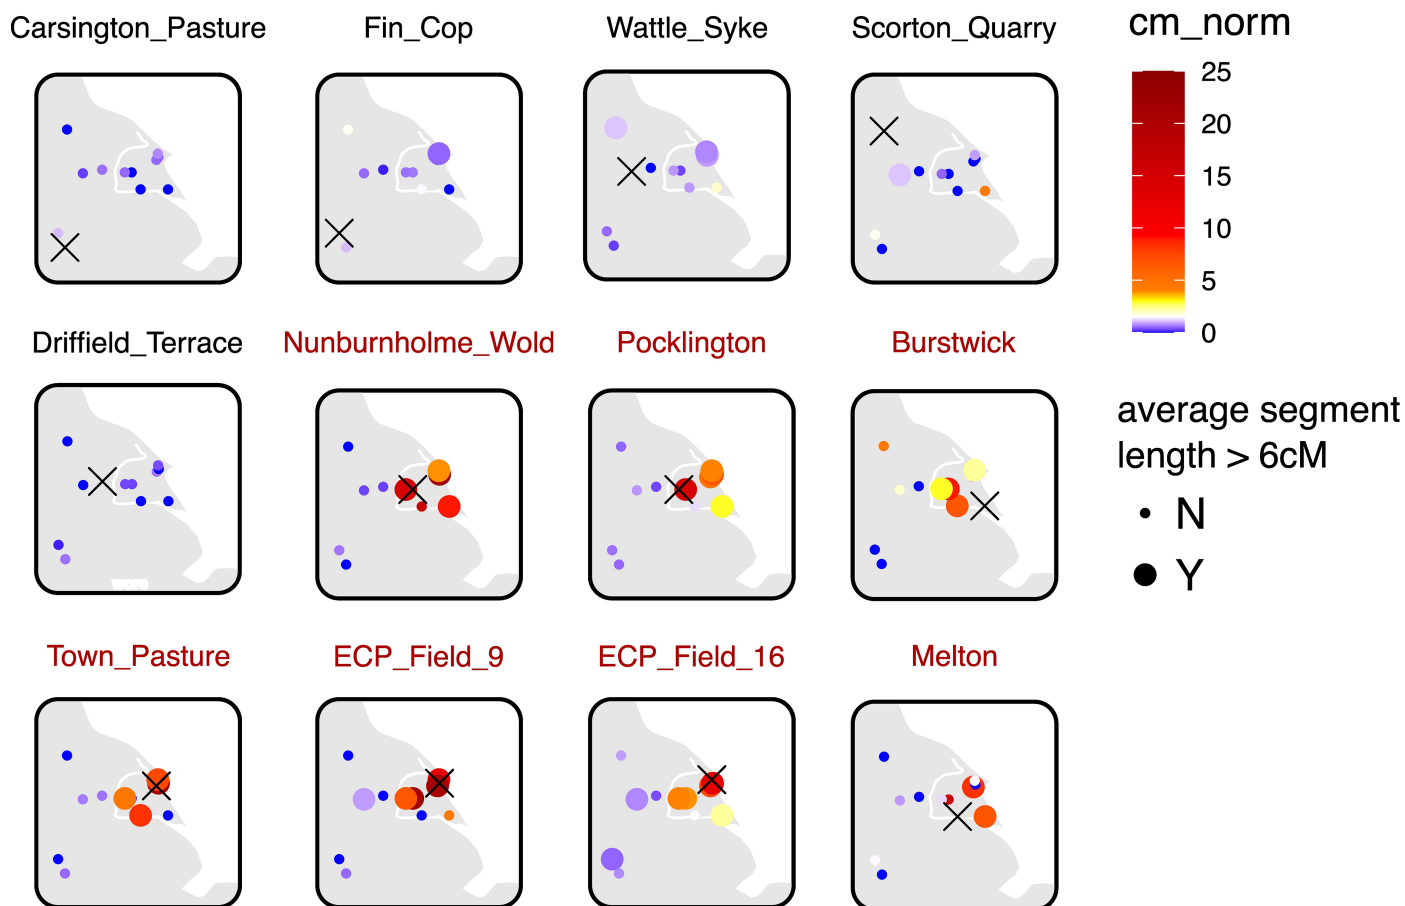 Carsington_Pasture
Fin_Cop
Wattle_Syke
Scorton_Quarry
cm_norm
25
20
15
10
5
0
Driffield_Terrace
Nunburnholme_Wold
Pocklington
Burstwick
average segment
length > 6cM
N
Y
Town_Pasture
ECP_Field_9
ECP_Field_16
Melton